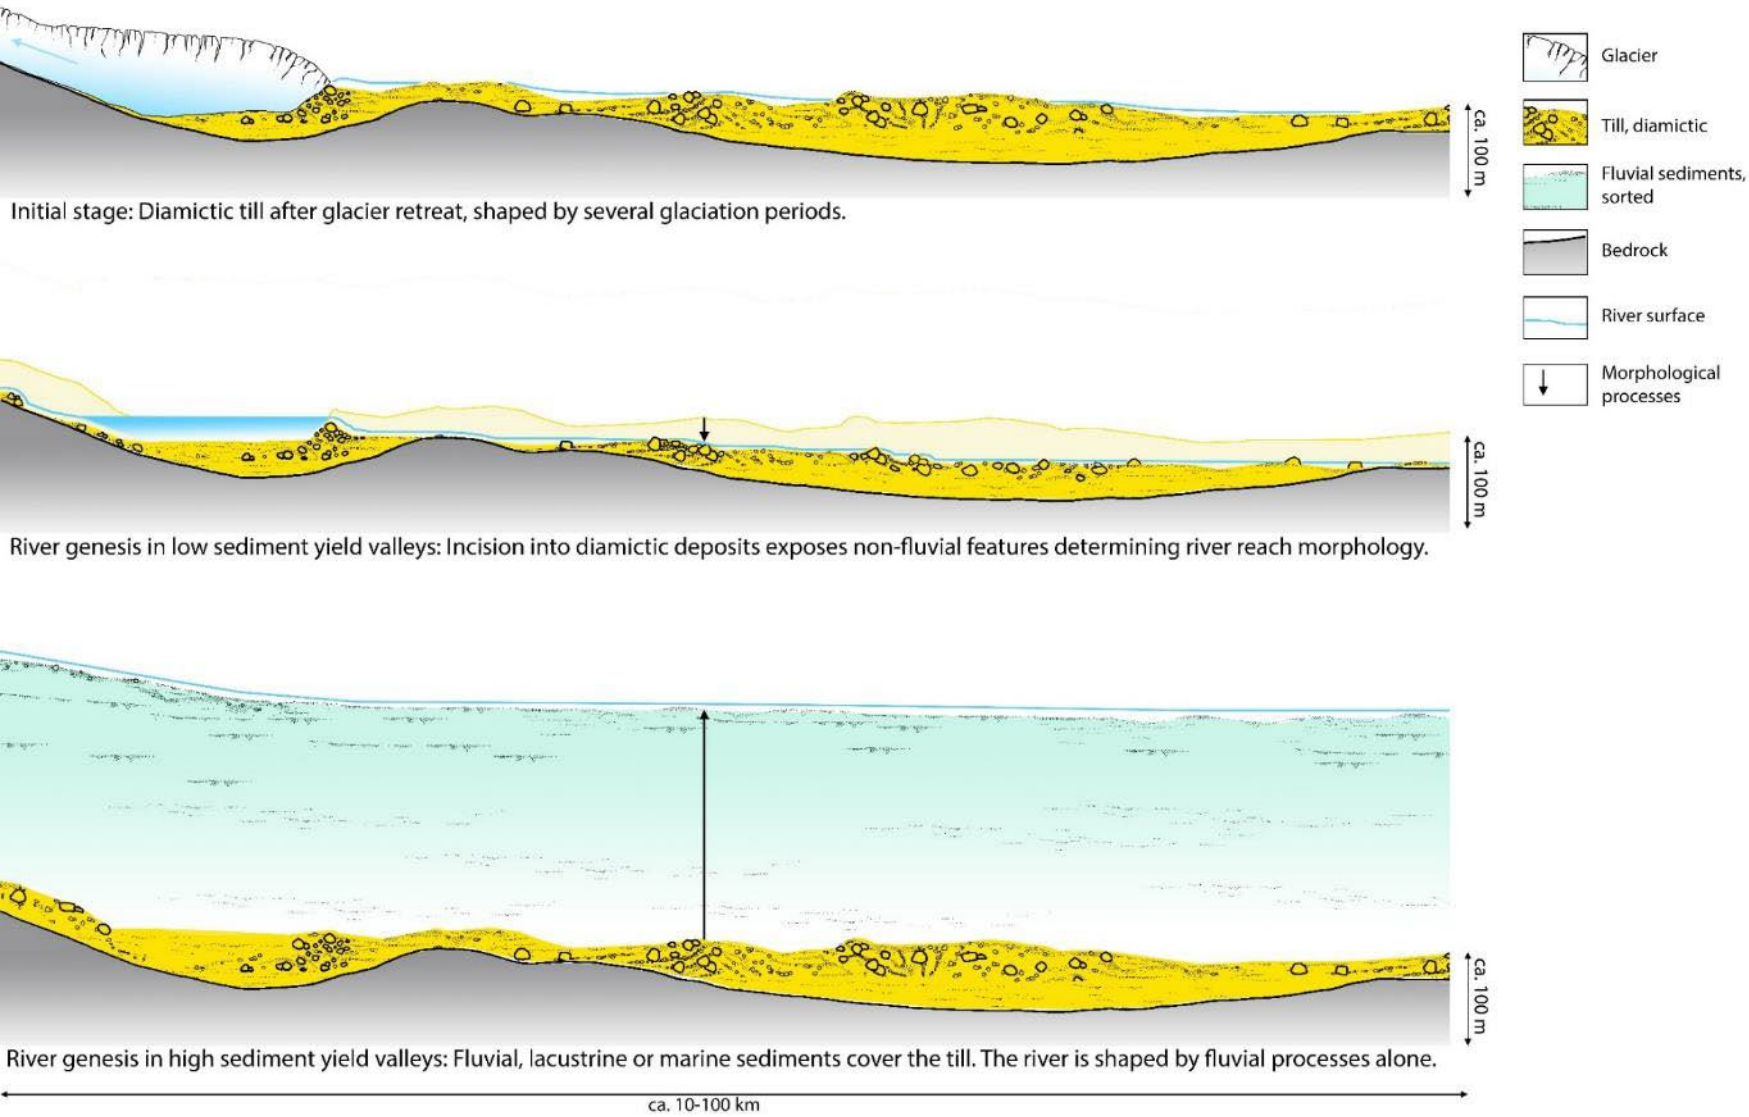 Glacier
Till, diamictic
Fluvial sediments,
sorted
Bedrock
River surface
Morphological
processes
ca. 100 m
Initial stage: Diamictic till after glacier retreat, shaped by several glaciation periods.
ca. 100 m
River genesis in low sediment yield valleys: Incision into diamictic deposits exposes non-fluvial features determining river reach morphology.
ca. 100 m
River genesis in high sediment yield valleys: Fluvial, lacustrine or marine sediments cover the till. The river is shaped by fluvial processes alone.
ca. 10-100 km